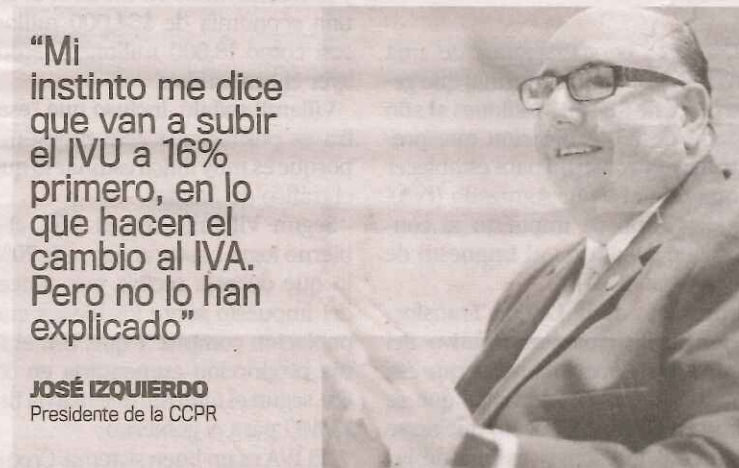 “Mi
instinto me dice
que van a subir
el IVU a 16%
primero, en lo
que hacen el
cambio al IVA.
Pero no lo han
explicado”
JOSÉ IZQUIERDO
Presidente de la CCPR